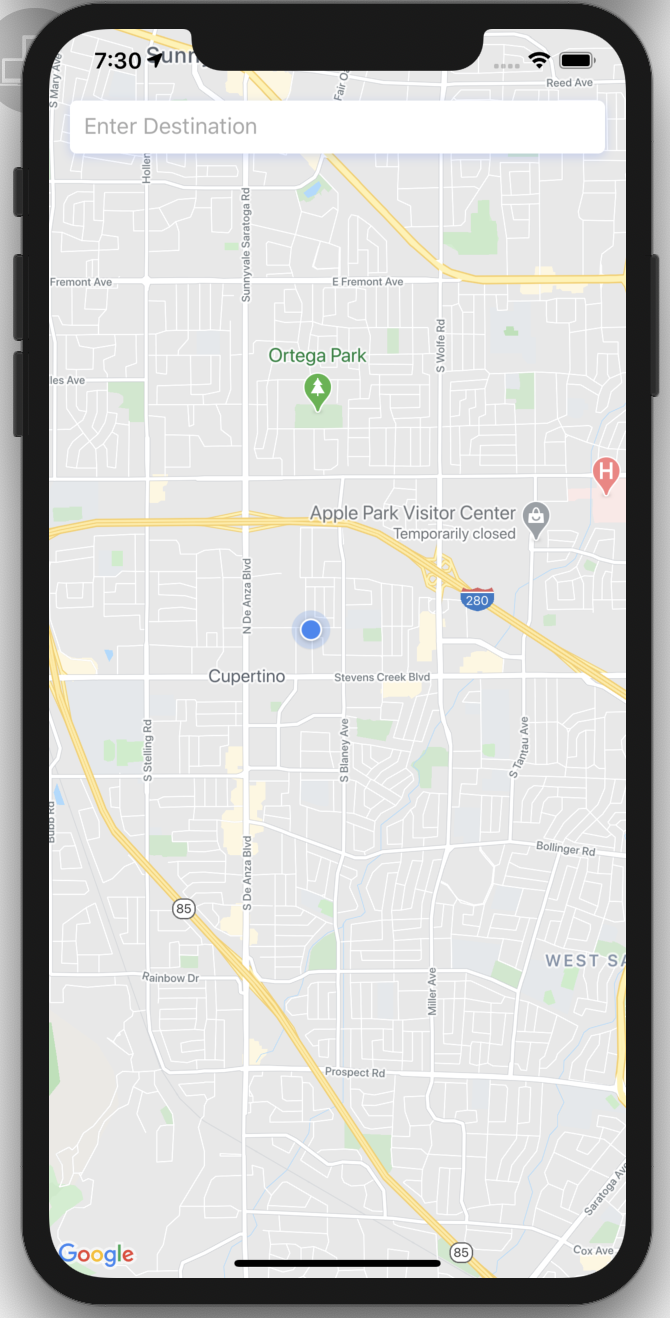 7:30
Sunn
S Mary Ave
Fair O
Reed Ave
Enter Destination
Hollen
Sunnyvale Saratoga Rd
Fremont Ave
E Fremont Ave
S Wolfe Rd
Ortega Park
les Ave
H
Apple Park Visitor Center
Temporarily closed
N De Anza Blvd
280
Cupertino
Stevens Creek Blvd
S Stelling Rd
S Blaney Ave
S Tantau Ave
Bubb Rd
S De Anza Blvd
Bollinger Rd
85
WEST SA
Rainbow Dr
Miller Ave
Prospect Rd
Saratoga Ave
85
Cox Ave
Google